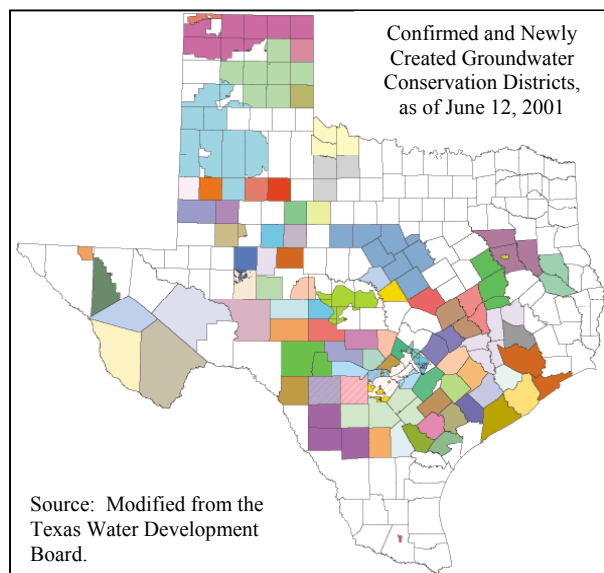 Confirmed and Newly
Created Groundwater
Conservation Districts,
as of June 12, 2001
Source:  Modified from the
Texas Water Development
Board.